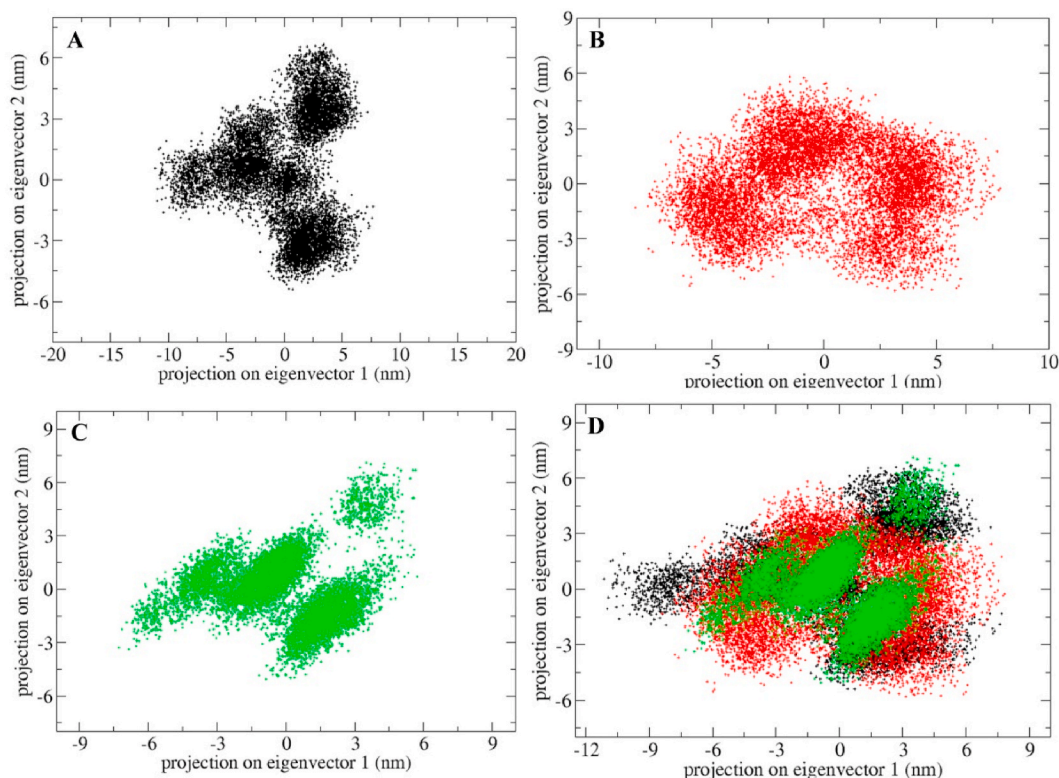 A
projection on eigenvector 2 (nm)
6
3
0
-3
-6
-20 -15 -10 -5 0 5 10 15 20
projection on eigenvector 1 (nm)
B
projection on eigenvector 2 (nm)
9
6
3
0
-3
-6
-9
-10 -5 0 5 10
projection on eigenvector 1 (nm)
C
projection on eigenvector 2 (nm)
9
6
3
0
-3
-6
-9 -6 -3 0 3 6 9
projection on eigenvector 1 (nm)
D
projection on eigenvector 2 (nm)
9
6
3
0
-3
-6
-12 -9 -6 -3 0 3 6 9
projection on eigenvector 1 (nm)